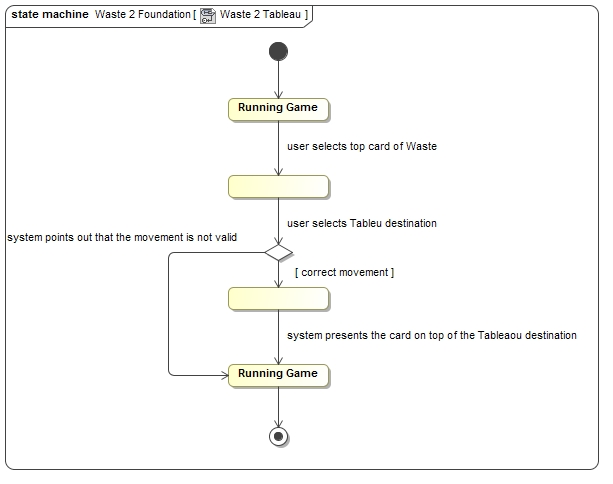 state machine Waste 2 Foundation [ Waste 2 Tableau ]
Running Game
user selects top card of Waste
user selects Tableu destination
system points out that the movement is not valid
[ correct movement ]
system presents the card on top of the Tableaou destination
Running Game